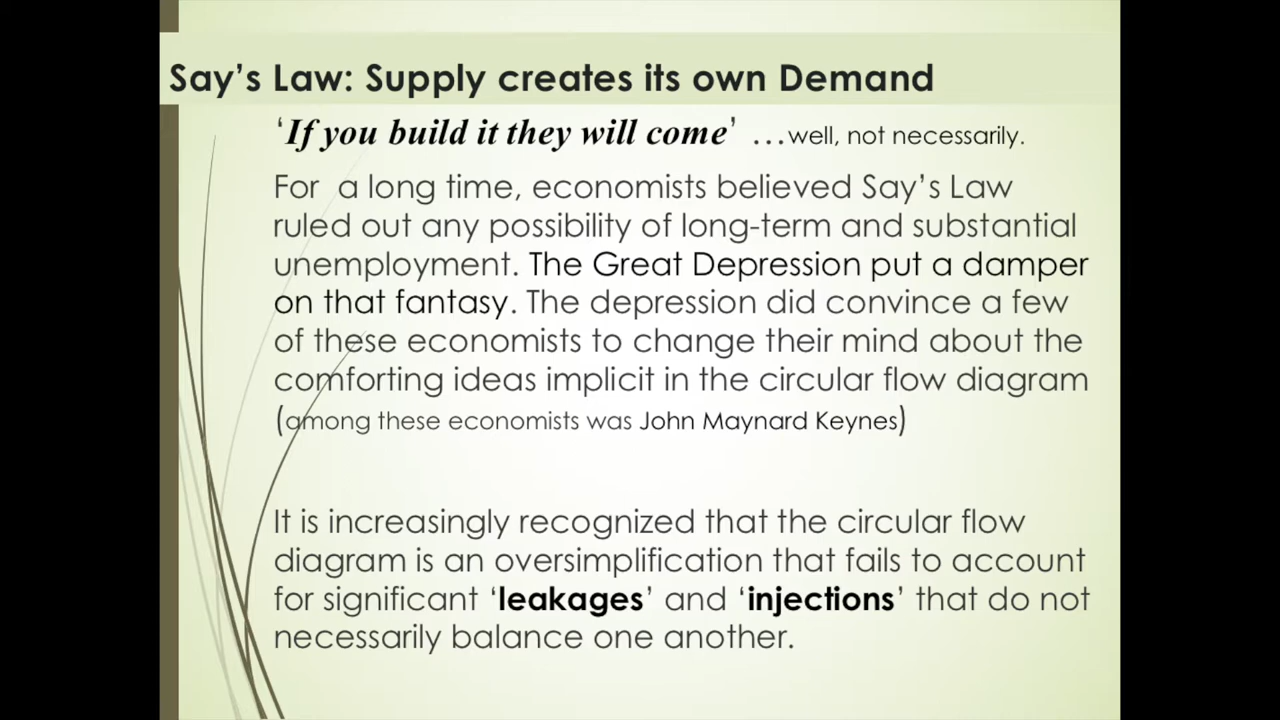 Say’s Law: Supply creates its own Demand
‘If you build it they will come’ …well, not necessarily.
For a long time, economists believed Say’s Law
ruled out any possibility of long-term and substantial
unemployment. The Great Depression put a damper
on that fantasy. The depression did convince a few
of these economists to change their mind about the
comforting ideas implicit in the circular flow diagram
(among these economists was John Maynard Keynes)
It is increasingly recognized that the circular flow
diagram is an oversimplification that fails to account
for significant ‘leakages’ and ‘injections’ that do not
necessarily balance one another.